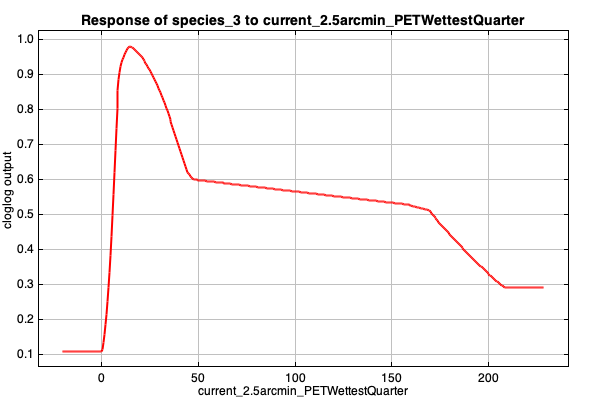 Response of species_3 to current_2.5arcmin_PETWettestQuarter
1.0
0.9
0.8
0.7
0.6
0.5
0.4
0.3
0.2
0.1
cloglog output
0 50 100 150 200
current_2.5arcmin_PETWettestQuarter